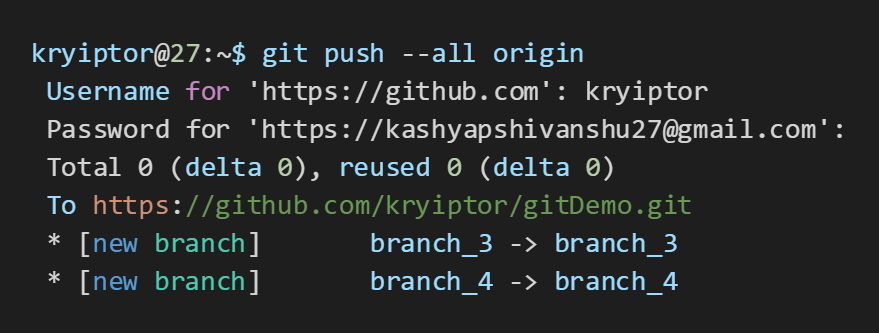 kryiptor@27:~$ git push --all origin
Username for 'https://github.com': kryiptor
Password for 'https://kashyapshivanshu27@gmail.com':
Total 0 (delta 0), reused 0 (delta 0)
To https://github.com/kryiptor/gitDemo.git
* [new branch]       branch_3 -> branch_3
* [new branch]       branch_4 -> branch_4